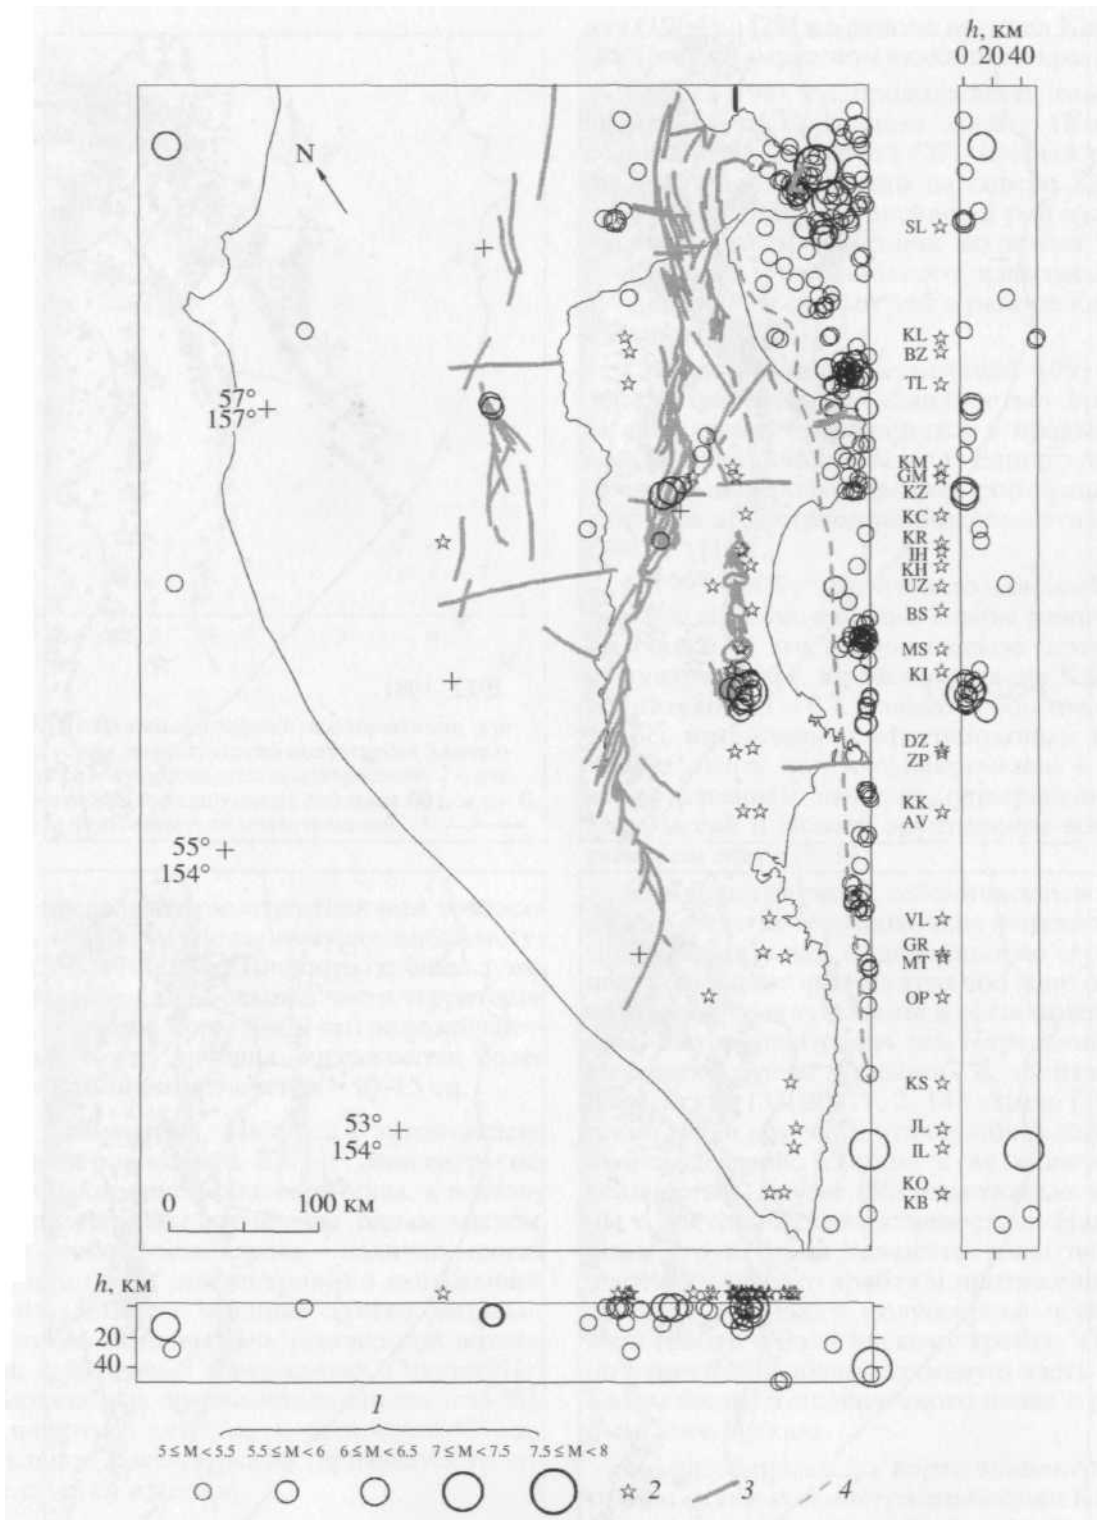 h, км
0 20 40
N
SL
KL
BZ
TL
57°
157°
KM
GM
KZ
KC
KR
IH
KH
UZ
BS
MS
KI
DZ
ZP
KK
AV
55°
154°
VL
GR
MT
OP
KS
53°
154°
JL
IL
0 100 км
KO
KB
h, км
20
40
1
5 ≤ M < 5.5 5.5 ≤ M < 6 6 ≤ M < 6.5 7 ≤ M < 7.5 7.5 ≤ M < 8
2 3 4